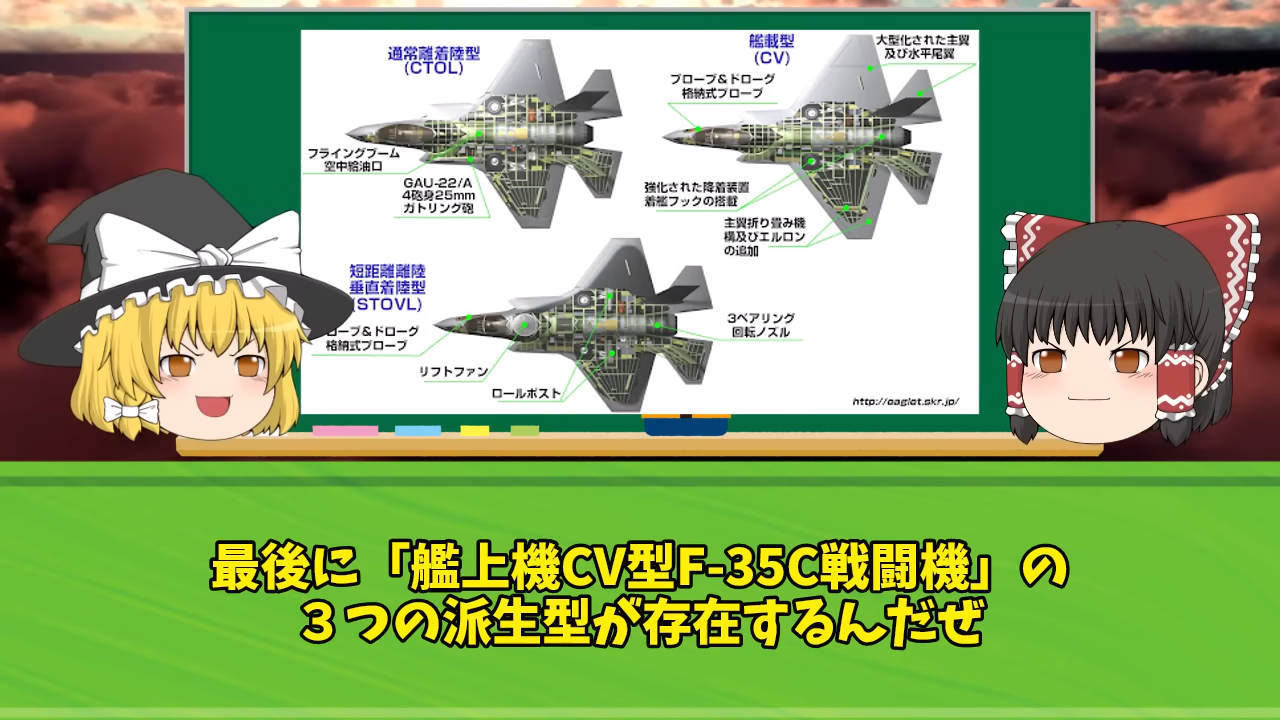 通常離着陸型
(CTOL)
フライングブーム
空中給油口
GAU-22/A
4砲身25mm
ガトリング砲
艦載型
(CV)
大型化された主翼
及び水平尾翼
プローブ&ドローグ
格納式プローブ
強化された降着装置
着艦フックの搭載
主翼折り畳み機
構及びエルロン
の追加
短距離離陸
垂直着陸型
(STOVL)
ローブ&ドローグ
格納式プローブ
リフトファン
ロールポスト
3ベアリング
回転ノズル
http://eaglet.skr.jp/
最後に「艦上機CV型F-35C戦闘機」の
３つの派生型が存在するんだぜ